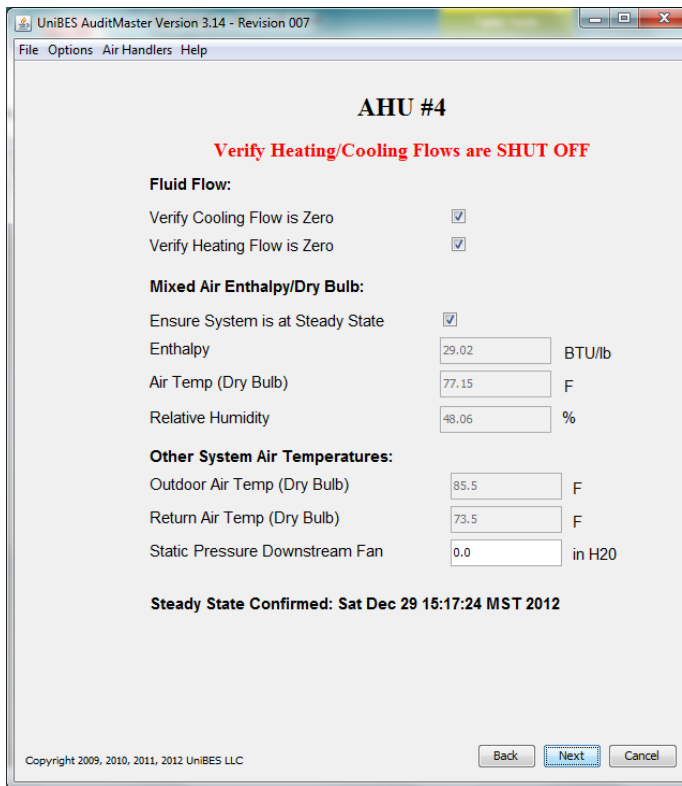 UniBES AuditMaster Version 3.14 - Revision 007
File Options Air Handlers Help
AHU #4
Verify Heating/Cooling Flows are SHUT OFF
Fluid Flow:
Verify Cooling Flow is Zero
Verify Heating Flow is Zero
Mixed Air Enthalpy/Dry Bulb:
Ensure System is at Steady State
Enthalpy 29.02 BTU/lb
Air Temp (Dry Bulb) 77.15 F
Relative Humidity 48.06 %
Other System Air Temperatures:
Outdoor Air Temp (Dry Bulb) 85.5 F
Return Air Temp (Dry Bulb) 73.5 F
Static Pressure Downstream Fan 0.0 in H20
Steady State Confirmed: Sat Dec 29 15:17:24 MST 2012
Copyright 2009, 2010, 2011, 2012 UniBES LLC Back Next Cancel